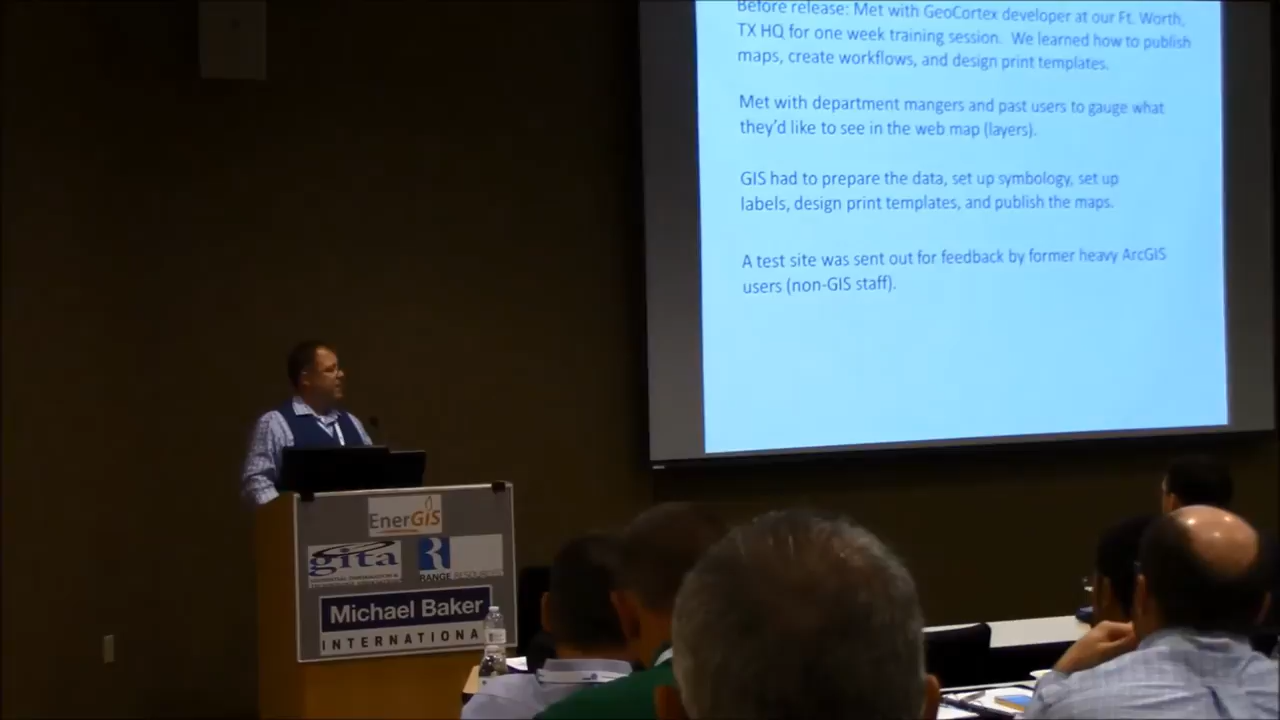 Before release: Met with GeoCortex developer at our Ft. Worth,
TX HQ for one week training session. We learned how to publish
maps, create workflows, and design print templates.
Met with department mangers and past users to gauge what
they'd like to see in the web map (layers).
GIS had to prepare the data, set up symbology, set up
labels, design print templates, and publish the maps.
A test site was sent out for feedback by former heavy ArcGIS
users (non-GIS staff).
EnerGIS
gita
RANGE RESOURCES
Michael Baker
INTERNATIONA